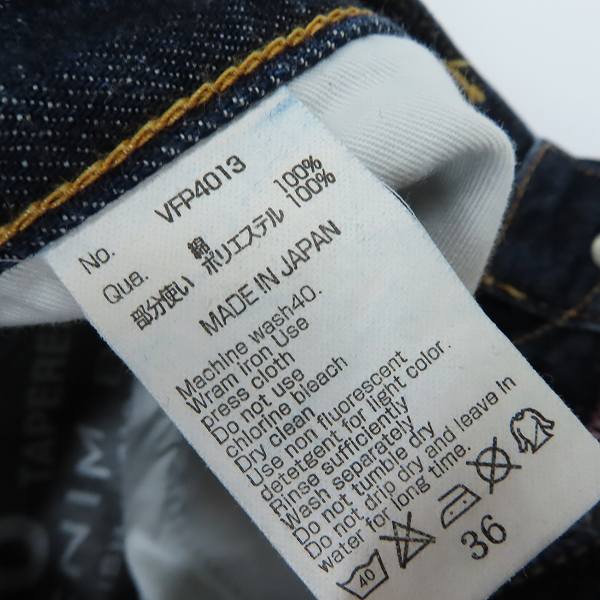 No. VFP4013
Qua. 綿 100%
部分使い ポリエステル 100%
MADE IN JAPAN
Machine wash40.
Wram iron Use
press cloth
Do not use
chlorine bleach
Dry clean
Use non fluorescent
detetgent for light color.
Rinse sufficiently
Wash separately
Do not tumble dry
Do not drip dry and leave in
water for long time.
40
36
TAPERE
NIM